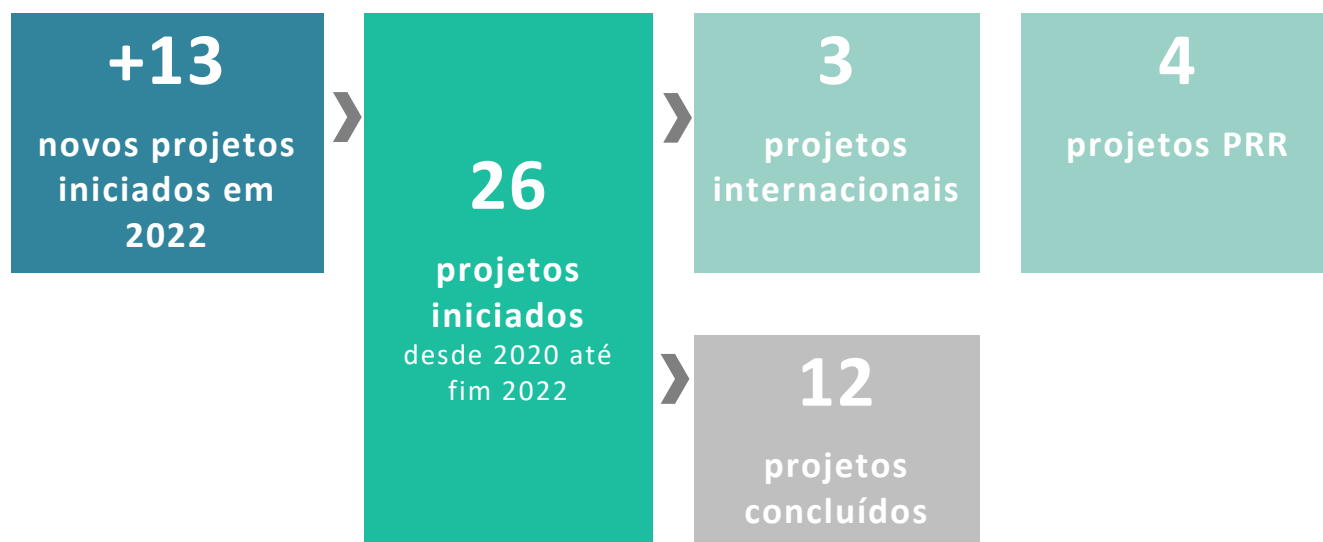 +13
novos projetos
iniciados em
2022
26
projetos
iniciados
desde 2020 até
fim 2022
3
projetos
internacionais
4
projetos PRR
12
projetos
concluídos